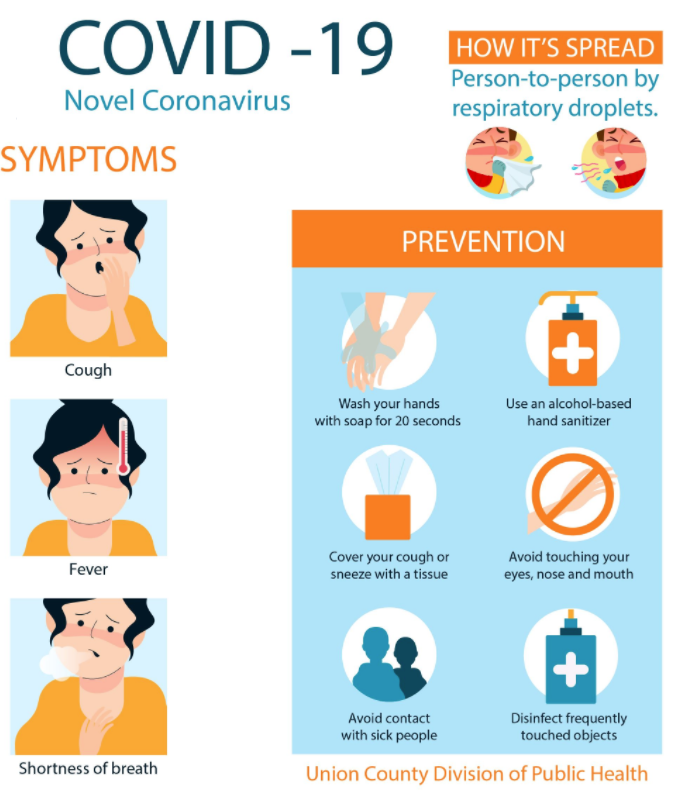 COVID -19
Novel Coronavirus
HOW IT'S SPREAD
Person-to-person by
respiratory droplets.
SYMPTOMS
Cough
Fever
Shortness of breath
PREVENTION
Wash your hands
with soap for 20 seconds
Use an alcohol-based
hand sanitizer
Cover your cough or
sneeze with a tissue
Avoid touching your
eyes, nose and mouth
Avoid contact
with sick people
Disinfect frequently
touched objects
Union County Division of Public Health